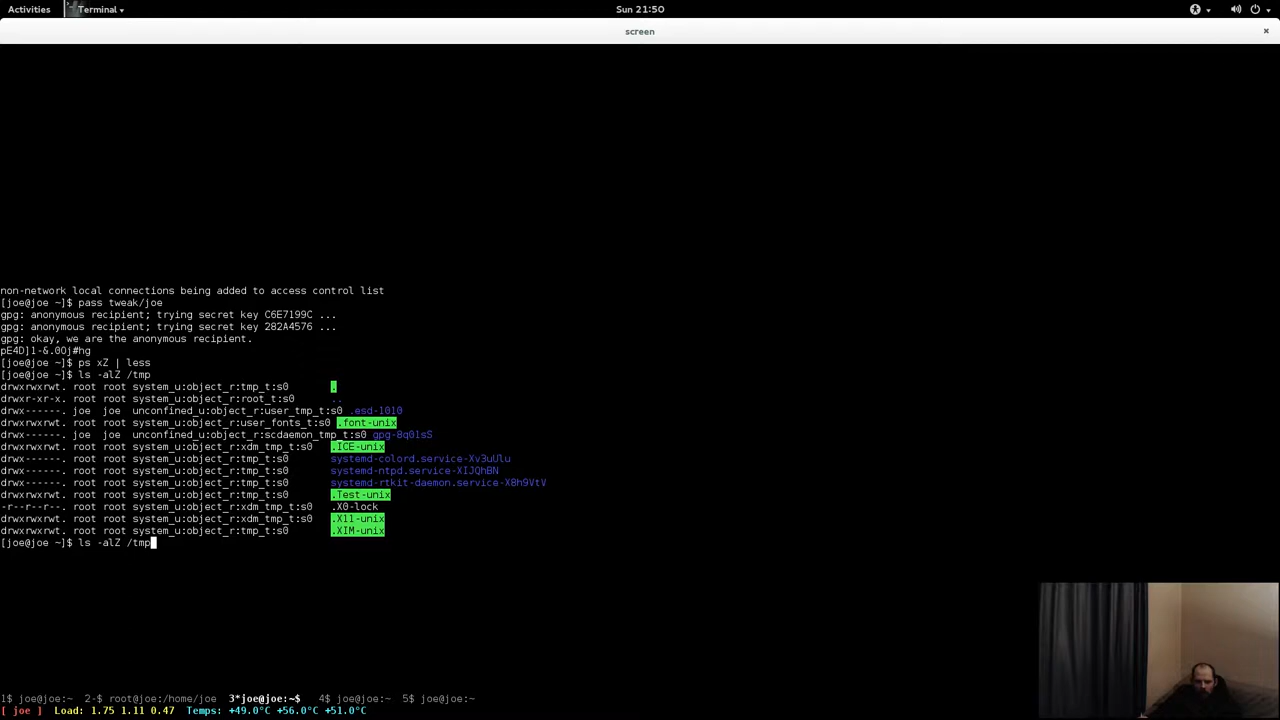 Activities Terminal Sun 21:50
screen
non-network local connections being added to access control list
[joe@joe ~]$ pass tweak/joe
gpg: anonymous recipient; trying secret key C6E7199C ...
gpg: anonymous recipient; trying secret key 282A4576 ...
gpg: okay, we are the anonymous recipient.
pE4D]1-&.0Oj#hg
[joe@joe ~]$ ps xZ | less
[joe@joe ~]$ ls -alZ /tmp
drwxrwxrwt. root root system_u:object_r:tmp_t:s0 .
drwxr-xr-x. root root system_u:object_r:root_t:s0 ..
drwx------. joe joe unconfined_u:object_r:user_tmp_t:s0 .esd-1010
drwxrwxrwt. root root system_u:object_r:user_fonts_t:s0 .font-unix
drwx------. joe joe unconfined_u:object_r:scdaemon_tmp_t:s0 gpg-8q0lsS
drwxrwxrwt. root root system_u:object_r:xdm_tmp_t:s0 .ICE-unix
drwx------. root root system_u:object_r:tmp_t:s0 systemd-colord.service-Xv3uUlu
drwx------. root root system_u:object_r:tmp_t:s0 systemd-ntpd.service-XIJQhBN
drwx------. root root system_u:object_r:tmp_t:s0 systemd-rtkit-daemon.service-X8h9VtV
drwxrwxrwt. root root system_u:object_r:tmp_t:s0 .Test-unix
-r--r--r--. root root system_u:object_r:xdm_tmp_t:s0 .X0-lock
drwxrwxrwt. root root system_u:object_r:xdm_tmp_t:s0 .X11-unix
drwxrwxrwt. root root system_u:object_r:tmp_t:s0 .XIM-unix
[joe@joe ~]$ ls -alZ /tmp
1$ joe@joe:~ 2-$ root@joe:/home/joe 3*joe@joe:~$ 4$ joe@joe:~ 5$ joe@joe:~
[ joe ] Load: 1.75 1.11 0.47 Temps: +49.0°C +56.0°C +51.0°C